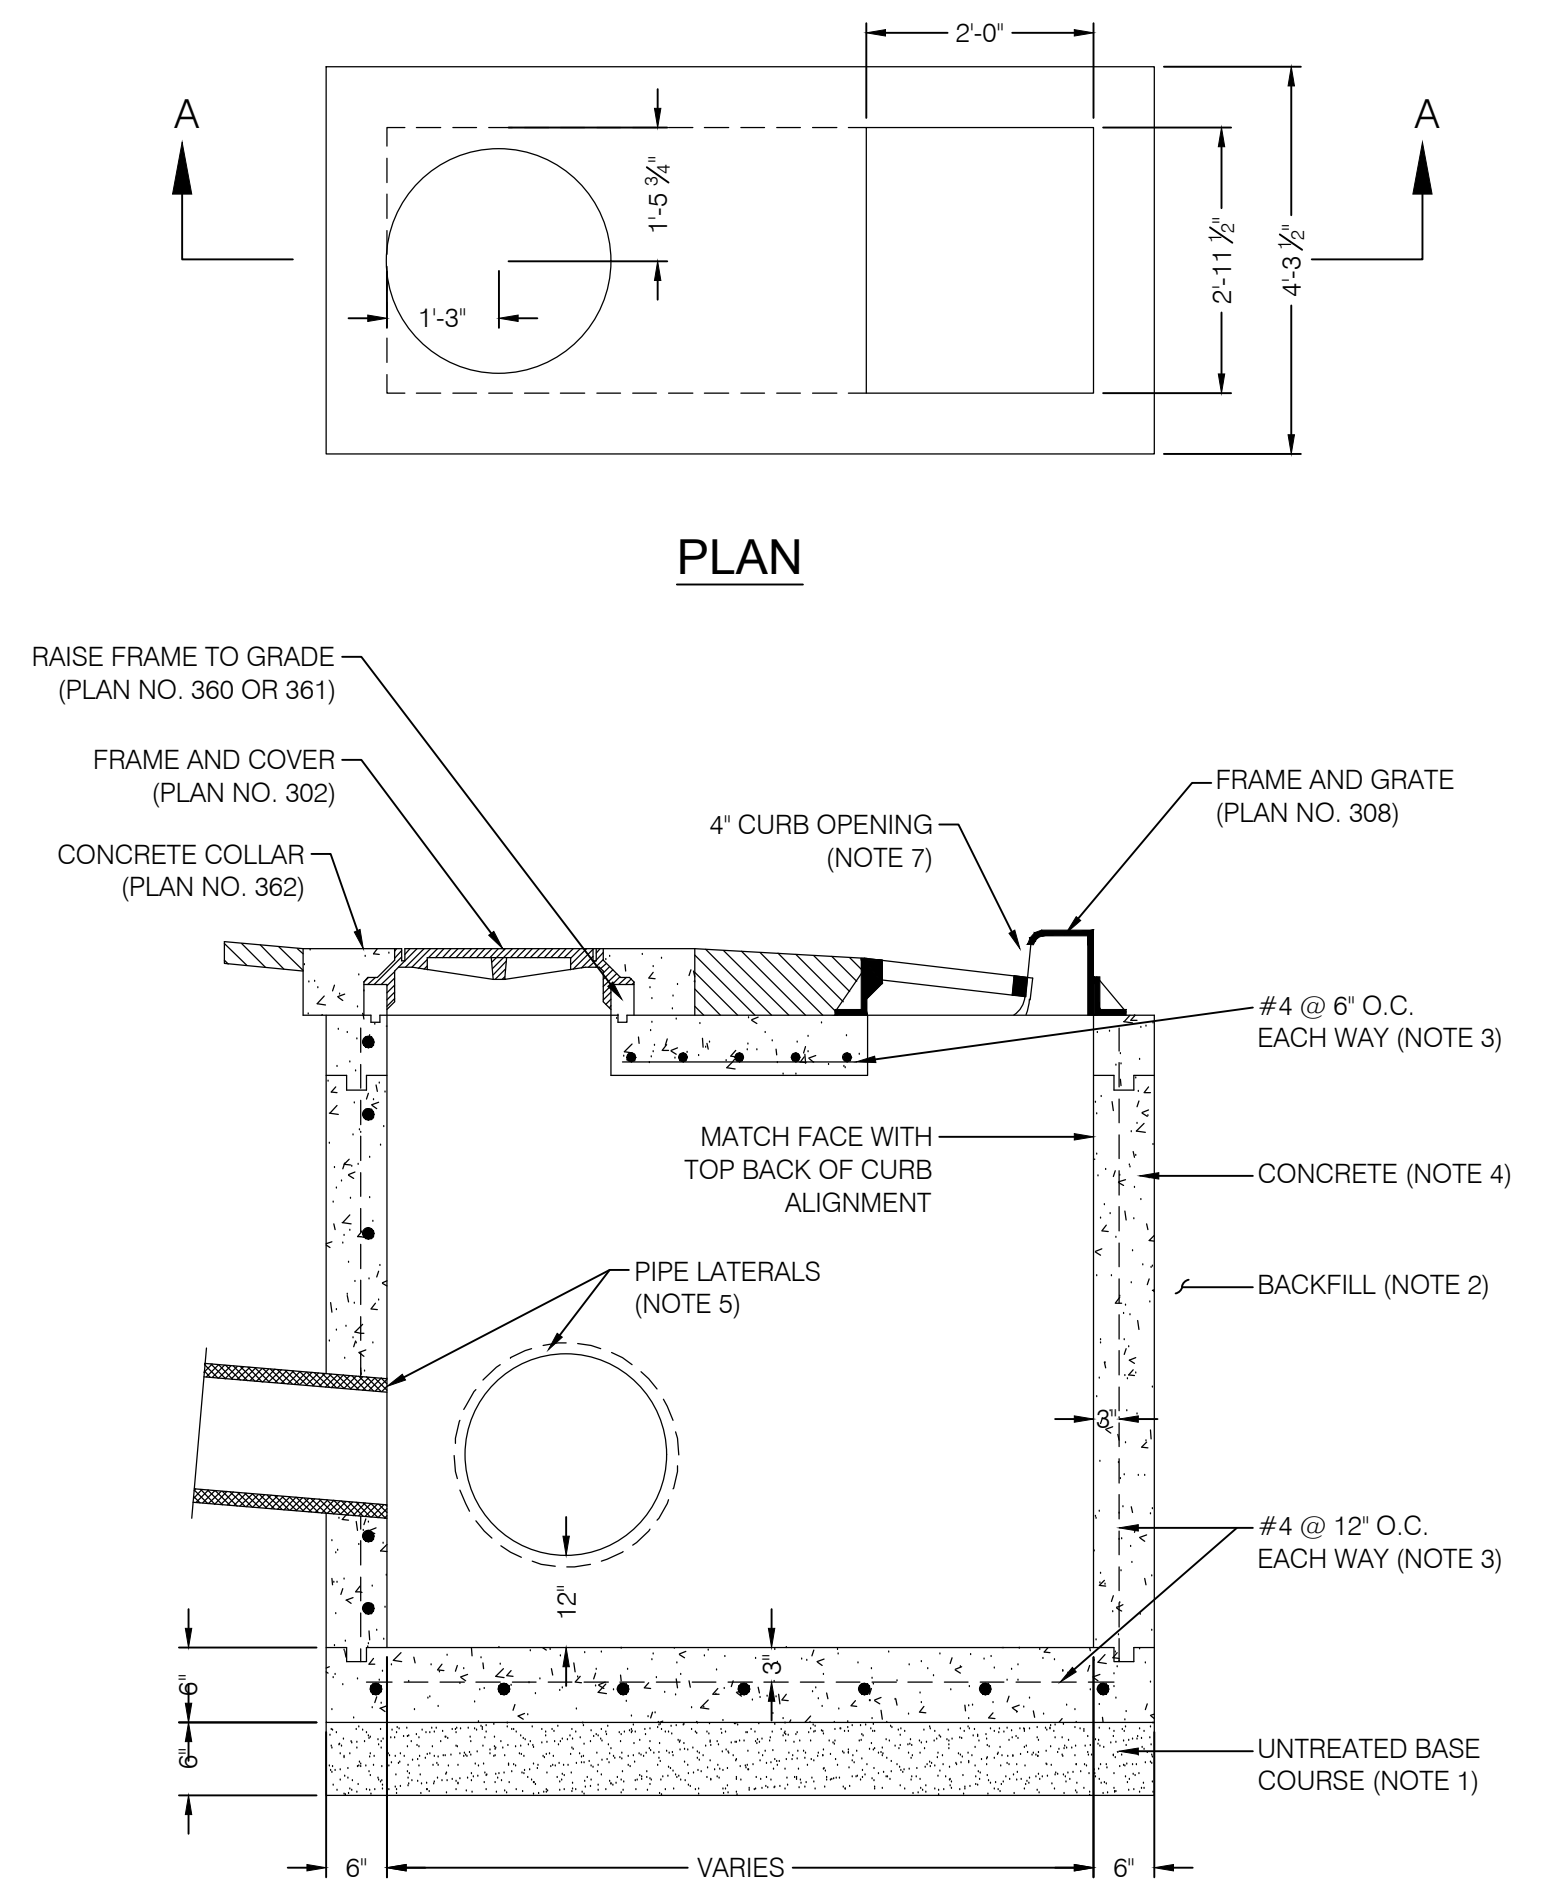 2'-0"
A
A
1'-5 ¾"
1'-3"
2'-11 ½"
4'-3 ½"
PLAN
RAISE FRAME TO GRADE
(PLAN NO. 360 OR 361)
FRAME AND COVER
(PLAN NO. 302)
CONCRETE COLLAR
(PLAN NO. 362)
4" CURB OPENING
(NOTE 7)
FRAME AND GRATE
(PLAN NO. 308)
#4 @ 6" O.C.
EACH WAY (NOTE 3)
MATCH FACE WITH
TOP BACK OF CURB
ALIGNMENT
CONCRETE (NOTE 4)
PIPE LATERALS
(NOTE 5)
BACKFILL (NOTE 2)
3"
#4 @ 12" O.C.
EACH WAY (NOTE 3)
12"
3"
6"
6"
UNTREATED BASE
COURSE (NOTE 1)
6"
VARIES
6"